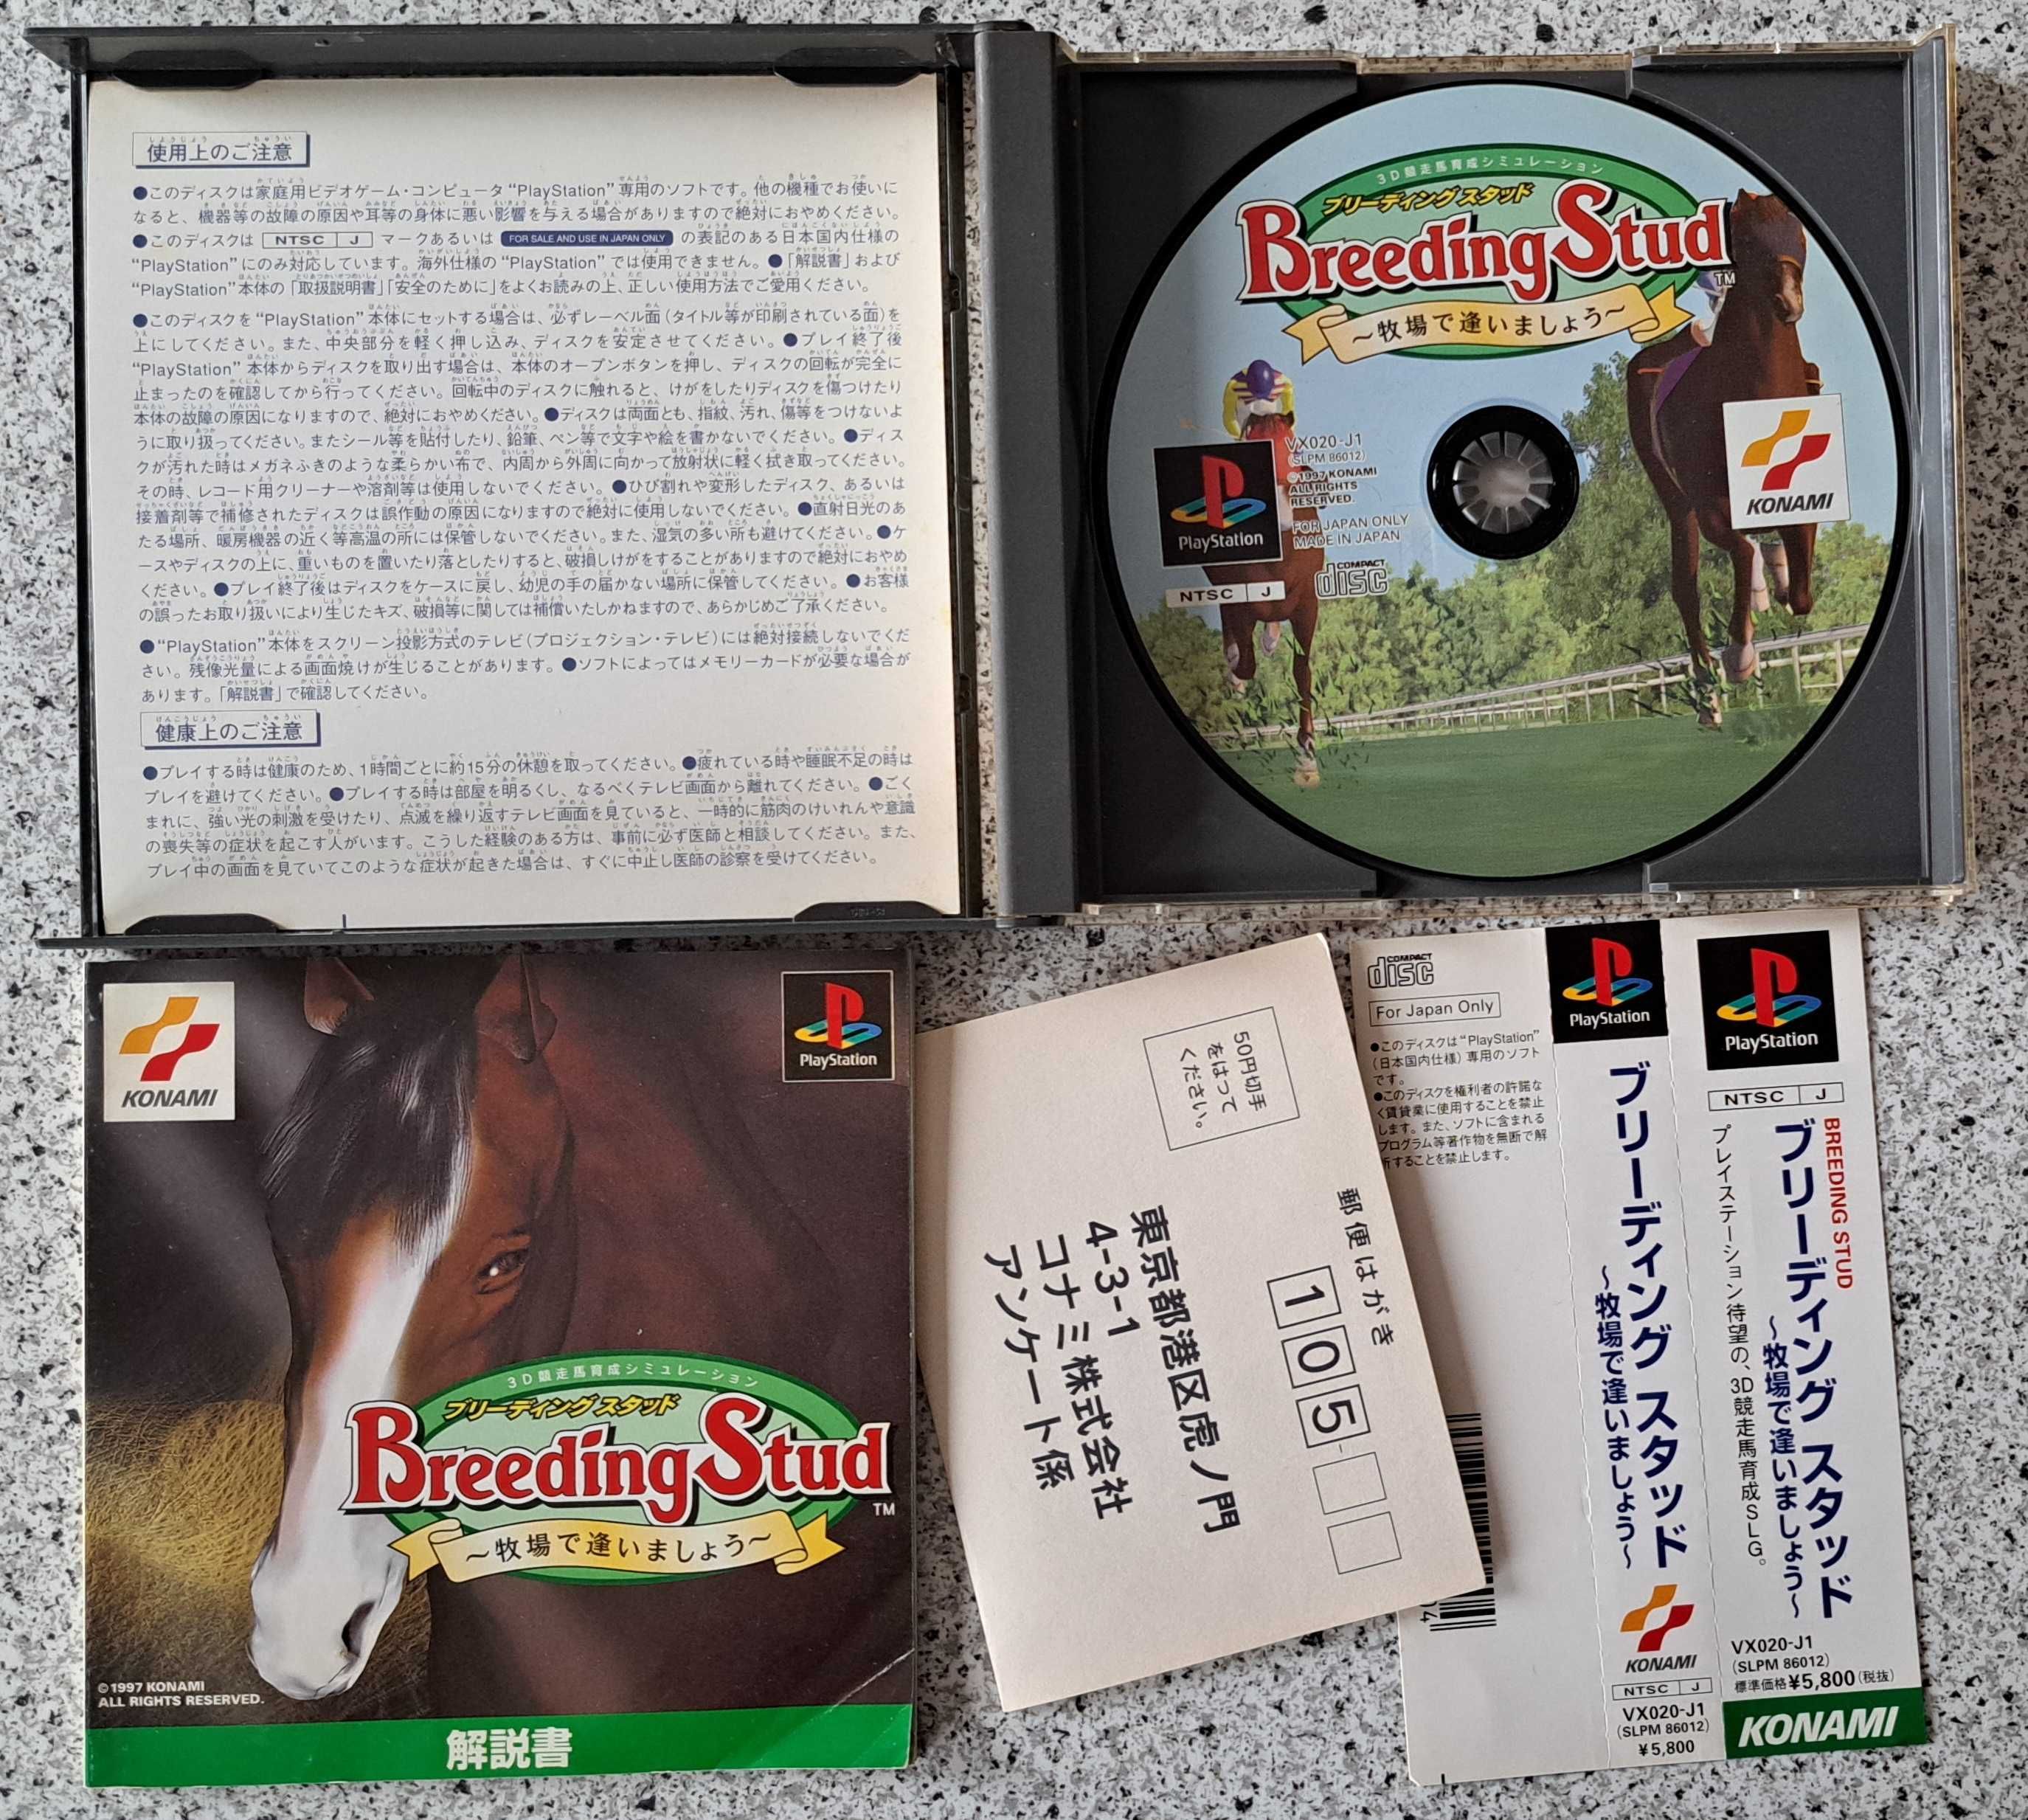 使用上のご注意
●このディスクは家庭用ビデオゲーム・コンピュータ“PlayStation”専用のソフトです。他の機種でお使いに
なると、機器等の故障の原因や耳等の身体に悪い影響を与える場合がありますので絶対におやめください。
●このディスクは NTSC J マークあるいは FOR SALE AND USE IN JAPAN ONLY の表記のある日本国内仕様の
“PlayStation”にのみ対応しています。海外仕様の“PlayStation”では使用できません。●「解説書」および
“PlayStation”本体の「取扱説明書」「安全のために」をよくお読みの上、正しい使用方法でご愛用ください。
●このディスクを“PlayStation”本体にセットする場合は、必ずレーベル面(タイトル等が印刷されている面)を
上にしてください。また、中央部分を軽く押し込み、ディスクを安定させてください。●プレイ終了後
“PlayStation”本体からディスクを取り出す場合は、本体のオープンボタンを押し、ディスクの回転が完全に
止まったのを確認してから行ってください。回転中のディスクに触れると、けがをしたりディスクを傷つけたり
本体の故障の原因になりますので、絶対におやめください。●ディスクは両面とも、指紋、汚れ、傷等をつけないよ
うに取り扱ってください。またシール等を貼付したり、鉛筆、ペン等で文字や絵を書かないでください。●ディス
クが汚れた時はメガネふきのような柔らかい布で、内周から外周に向かって放射状に軽く拭き取ってください。
その時、レコード用クリーナーや溶剤等は使用しないでください。●ひび割れや変形したディスク、あるいは
接着剤等で補修されたディスクは誤作動の原因になりますので絶対に使用しないでください。●直射日光のあ
たる場所、暖房機器の近く等高温の所には保管しないでください。また、湿気の多い所も避けてください。●ケ
ースやディスクの上に、重いものを置いたり落としたりすると、破損しけがをすることがありますので絶対におやめ
ください。●プレイ終了後はディスクをケースに戻し、幼児の手の届かない場所に保管してください。●お客様
の誤ったお取り扱いにより生じたキズ、破損等に関しては補償いたしかねますので、あらかじめご了承ください。
●“PlayStation”本体をスクリーン投影方式のテレビ(プロジェクション・テレビ)には絶対接続しないでくだ
さい。残像光量による画面焼けが生じることがあります。●ソフトによってはメモリーカードが必要な場合が
あります。「解説書」で確認してください。
健康上のご注意
●プレイする時は健康のため、1時間ごとに約15分の休憩を取ってください。●疲れている時や睡眠不足の時は
プレイを避けてください。●プレイする時は部屋を明るくし、なるべくテレビ画面から離れてください。●ごく
まれに、強い光の刺激を受けたり、点滅を繰り返すテレビ画面を見ていると、一時的に筋肉のけいれんや意識
の喪失等の症状を起こす人がいます。こうした経験のある方は、事前に必ず医師と相談してください。また、
プレイ中の画面を見ていてこのような症状が起きた場合は、すぐに中止し医師の診察を受けてください。
3D競走馬育成シミュレーション
ブリーディングスタッド
Breeding Stud
TM
～牧場で逢いましょう～
PlayStation
NTSC J
VX020-J1
(SLPM 86012)
©1997 KONAMI
ALL RIGHTS
RESERVED.
FOR JAPAN ONLY
MADE IN JAPAN
COMPACT
disc
KONAMI
KONAMI
PlayStation
3D競走馬育成シミュレーション
ブリーディングスタッド
Breeding Stud
TM
～牧場で逢いましょう～
©1997 KONAMI
ALL RIGHTS RESERVED.
解説書
50円切手
をはって
ください。
郵便はがき
105-
東京都港区虎ノ門
4-3-1
コナミ株式会社
アンケート係
COMPACT
disc
For Japan Only
●このディスクは“PlayStation”
(日本国内仕様)専用のソフト
です。
●このディスクを権利者の許諾な
く賃貸業に使用することを禁止
します。また、ソフトに含まれる
プログラム等著作物を無断で解
析することを禁止します。
PlayStation
ブリーディング スタッド
～牧場で逢いましょう～
KONAMI
NTSC J
VX020-J1
(SLPM 86012)
¥5,800
PlayStation
NTSC J
BREEDING STUD
ブリーディング スタッド
～牧場で逢いましょう～
プレイステーション待望の、3D競走馬育成SLG。
VX020-J1
(SLPM 86012)
標準価格¥5,800(税抜)
KONAMI